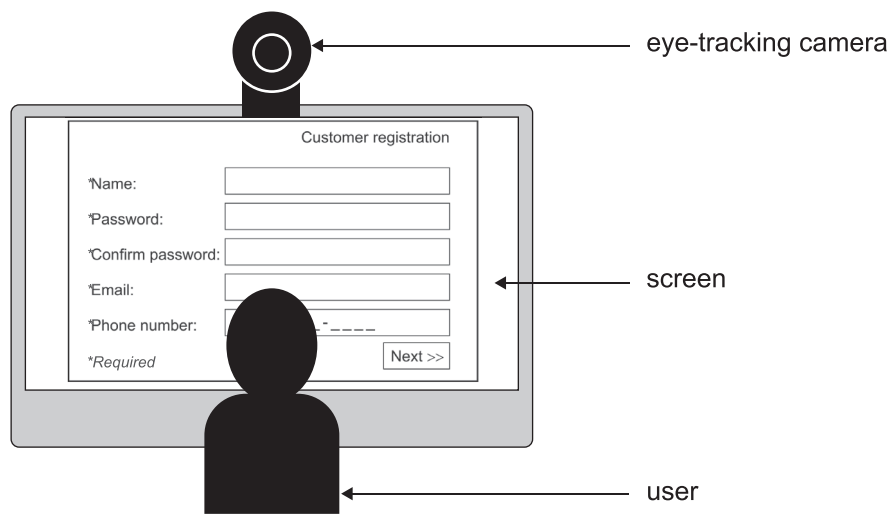 eye-tracking camera
Customer registration
*Name:
*Password:
*Confirm password:
*Email:
*Phone number: _-____
*Required
Next >>
screen
user